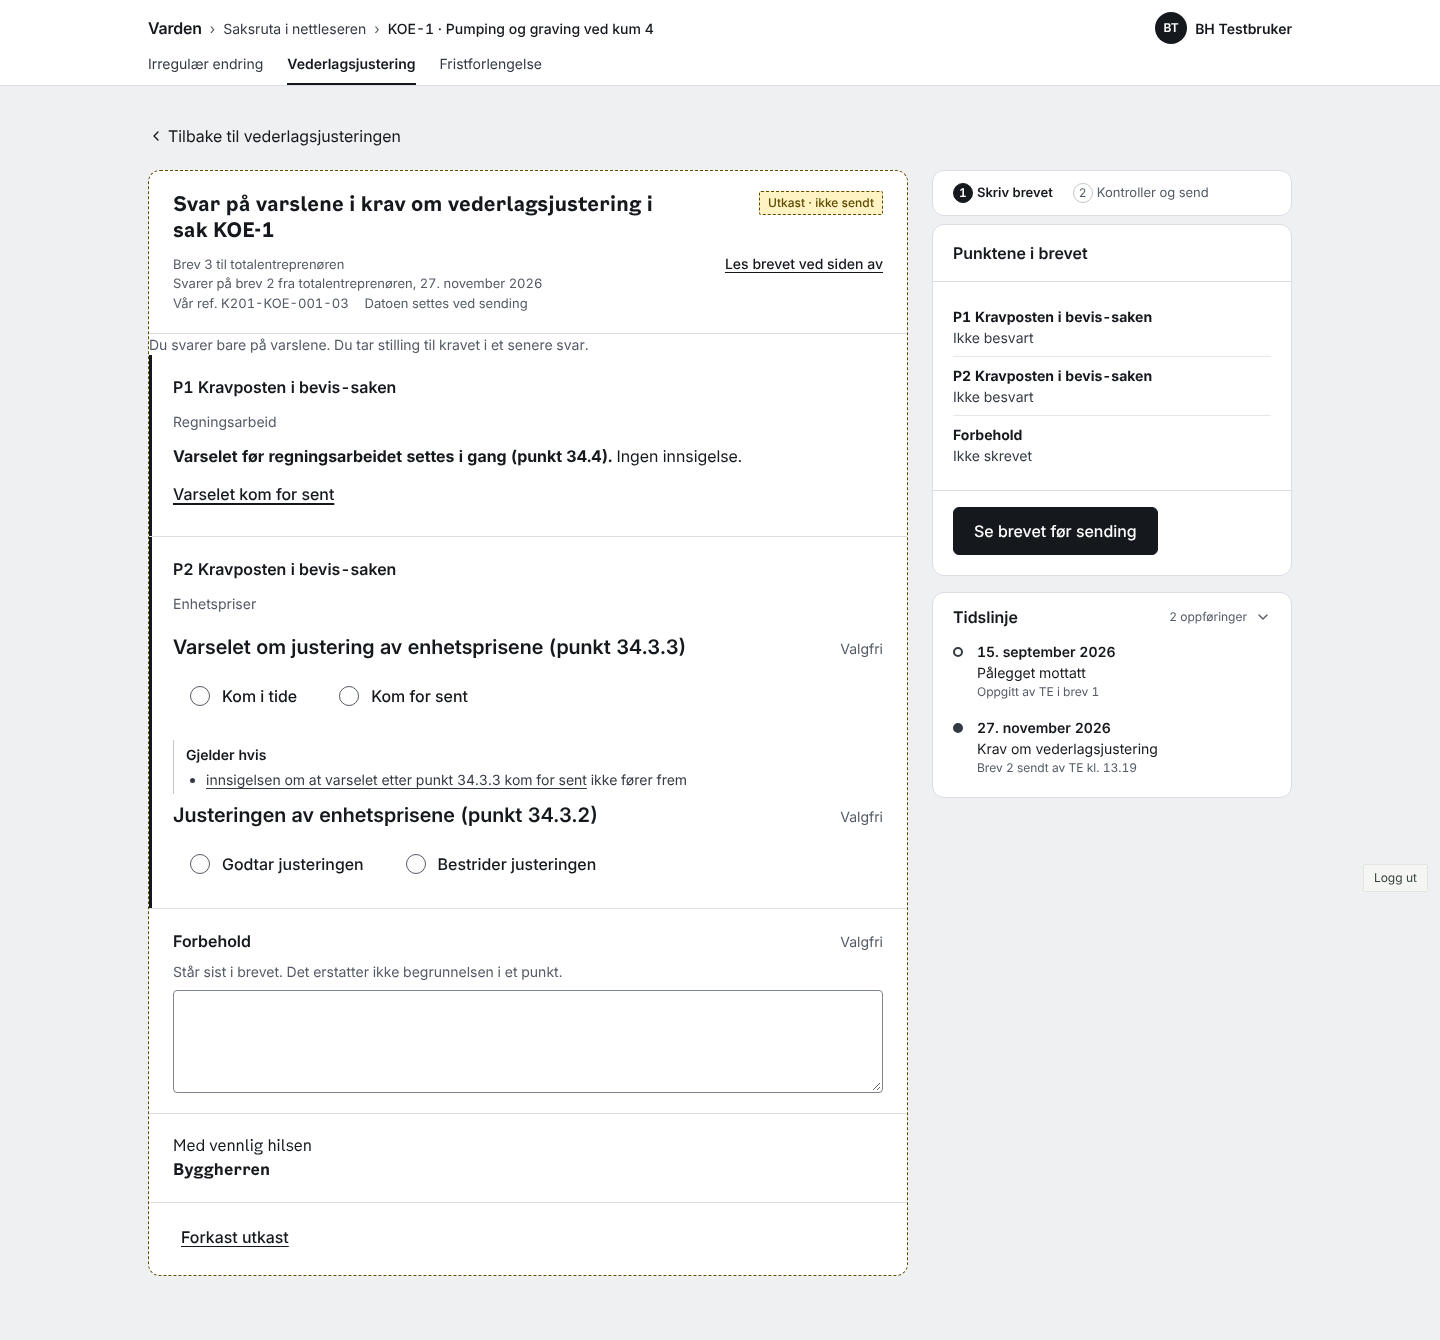 Varden › Saksruta i nettleseren › KOE-1 · Pumping og graving ved kum 4
BT BH Testbruker
Irregulær endring Vederlagsjustering Fristforlengelse
Tilbake til vederlagsjusteringen
Svar på varslene i krav om vederlagsjustering i
sak KOE-1
Utkast · ikke sendt
Brev 3 til totalentreprenøren
Les brevet ved siden av
Svarer på brev 2 fra totalentreprenøren, 27. november 2026
Vår ref. K201-KOE-001-03 Datoen settes ved sending
Du svarer bare på varslene. Du tar stilling til kravet i et senere svar.
P1 Kravposten i bevis-saken
Regningsarbeid
Varselet før regningsarbeidet settes i gang (punkt 34.4). Ingen innsigelse.
Varselet kom for sent
P2 Kravposten i bevis-saken
Enhetspriser
Varselet om justering av enhetsprisene (punkt 34.3.3) Valgfri
Kom i tide Kom for sent
Gjelder hvis
• innsigelsen om at varselet etter punkt 34.3.3 kom for sent ikke fører frem
Justeringen av enhetsprisene (punkt 34.3.2) Valgfri
Godtar justeringen Bestrider justeringen
Forbehold Valgfri
Står sist i brevet. Det erstatter ikke begrunnelsen i et punkt.
Med vennlig hilsen
Byggherren
Forkast utkast
1 Skriv brevet 2 Kontroller og send
Punktene i brevet
P1 Kravposten i bevis-saken
Ikke besvart
P2 Kravposten i bevis-saken
Ikke besvart
Forbehold
Ikke skrevet
Se brevet før sending
Tidslinje 2 oppføringer
15. september 2026
Pålegget mottatt
Oppgitt av TE i brev 1
27. november 2026
Krav om vederlagsjustering
Brev 2 sendt av TE kl. 13.19
Logg ut